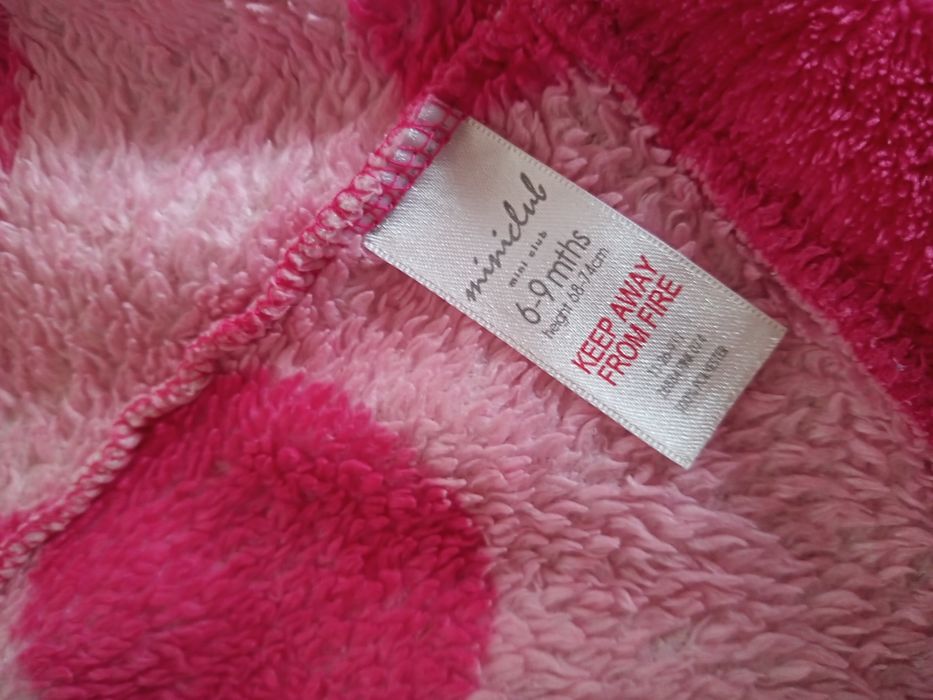 miniclub
mini club
6-9 mths
height 68-74cm
KEEP AWAY
FROM FIRE